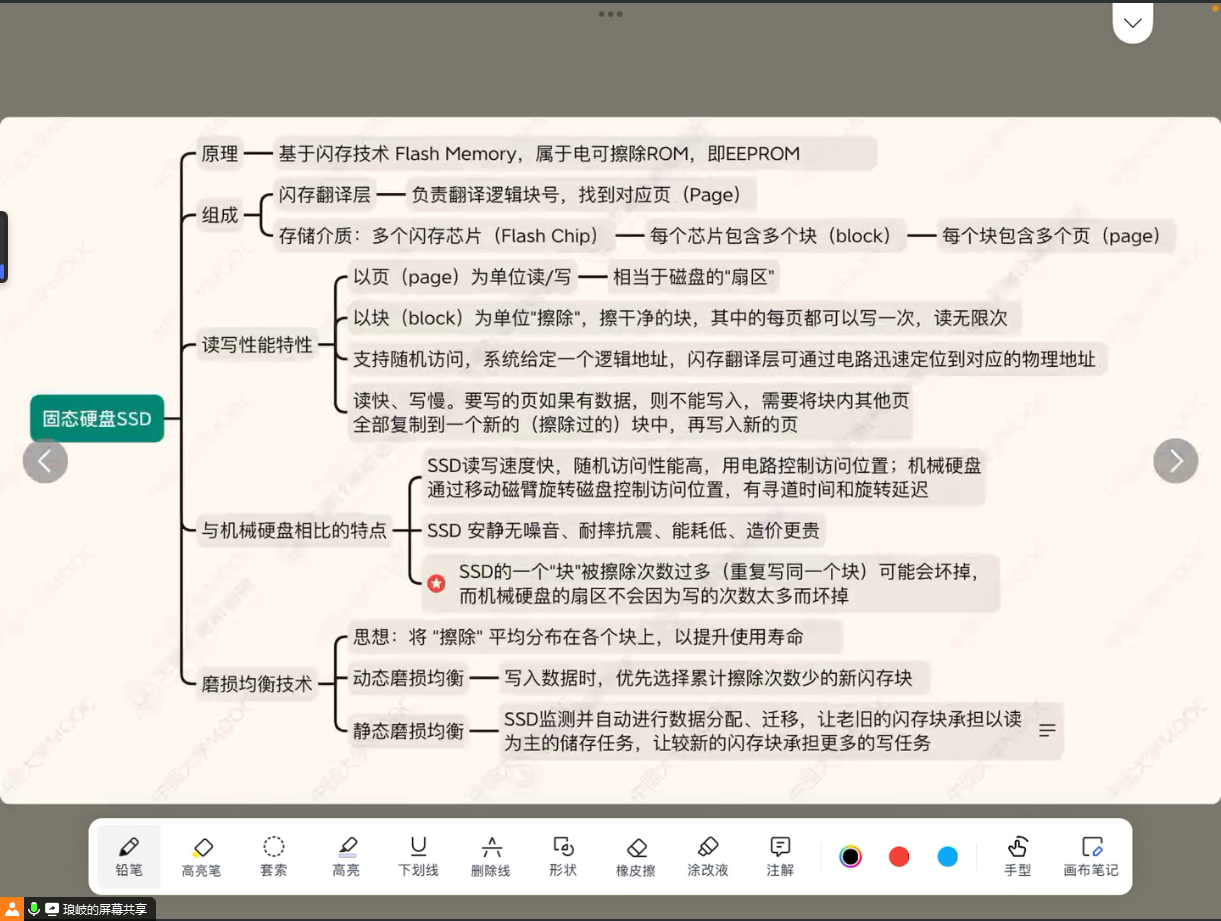 原理
基于闪存技术 Flash Memory，属于电可擦除ROM，即EEPROM
组成
闪存翻译层
负责翻译逻辑块号，找到对应页（Page）
存储介质：多个闪存芯片（Flash Chip）
每个芯片包含多个块（block）
每个块包含多个页（page）
固态硬盘SSD
读写性能特性
以页（page）为单位读/写
相当于磁盘的“扇区”
以块（block）为单位“擦除”，擦干净的块，其中的每页都可以写一次，读无限次
支持随机访问，系统给定一个逻辑地址，闪存翻译层可通过电路迅速定位到对应的物理地址
读快、写慢。要写的页如果有数据，则不能写入，需要将块内其他页
全部复制到一个新的（擦除过的）块中，再写入新的页
与机械硬盘相比的特点
SSD读写速度快，随机访问性能高，用电路控制访问位置；机械硬盘
通过移动磁臂旋转磁盘控制访问位置，有寻道时间和旋转延迟
SSD 安静无噪音、耐摔抗震、能耗低、造价更贵
SSD的一个“块”被擦除次数过多（重复写同一个块）可能会坏掉，
而机械硬盘的扇区不会因为写的次数太多而坏掉
磨损均衡技术
思想：将 “擦除” 平均分布在各个块上，以提升使用寿命
动态磨损均衡
写入数据时，优先选择累计擦除次数少的新闪存块
静态磨损均衡
SSD监测并自动进行数据分配、迁移，让老旧的闪存块承担以读
为主的储存任务，让较新的闪存块承担更多的写任务
铅笔
高亮笔
套索
高亮
下划线
删除线
形状
橡皮擦
涂改液
注解
手型
画布笔记
琅岐的屏幕共享